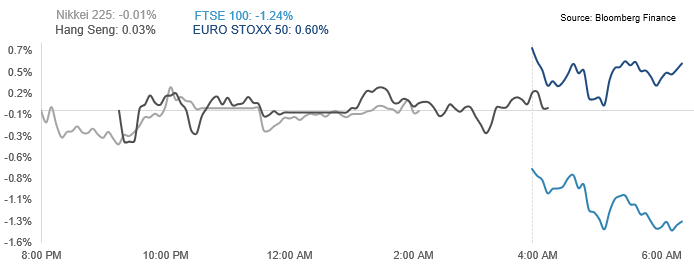 Nikkei 225: -0.01%
FTSE 100: -1.24%
Source: Bloomberg Finance
Hang Seng: 0.03%
EURO STOXX 50: 0.60%
0.7%
0.5%
0.2%
-0.1%
-0.3%
-0.6%
-0.8%
-1.1%
-1.3%
-1.6%
8:00 PM
10:00 PM
12:00 AM
2:00 AM
4:00 AM
6:00 AM